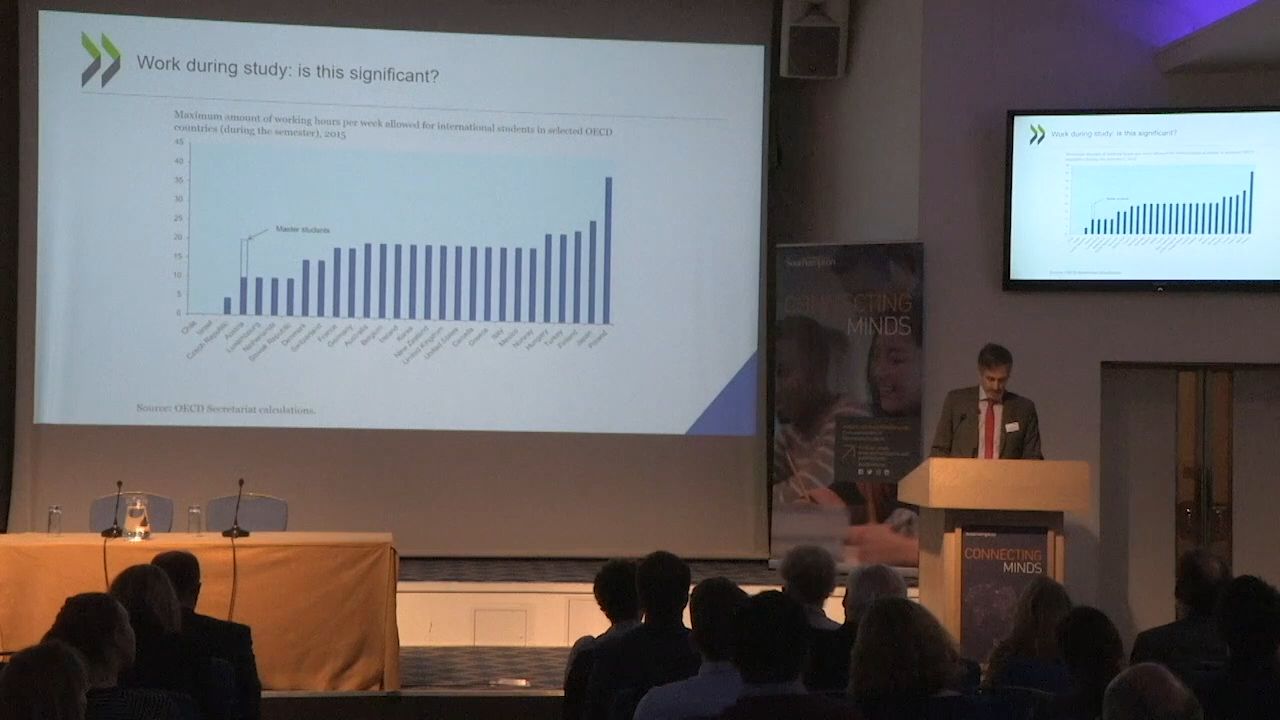 Work during study: is this significant?
Maximum amount of working hours per week allowed for international students in selected OECD
countries (during the semester), 2015
45
40
35
30
25
20
15
10
5
0
Master students
Chile
Israel
Czech Republic
Austria
Luxembourg
Netherlands
Slovak Republic
Denmark
Switzerland
France
Germany
Australia
Belgium
Ireland
Korea
New Zealand
United Kingdom
United States
Canada
Greece
Italy
Mexico
Norway
Hungary
Turkey
Finland
Japan
Poland
Source: OECD Secretariat calculations.
Work during study: is this significant?
Southampton
CONNECTING
MINDS
CONNECTING
MINDS